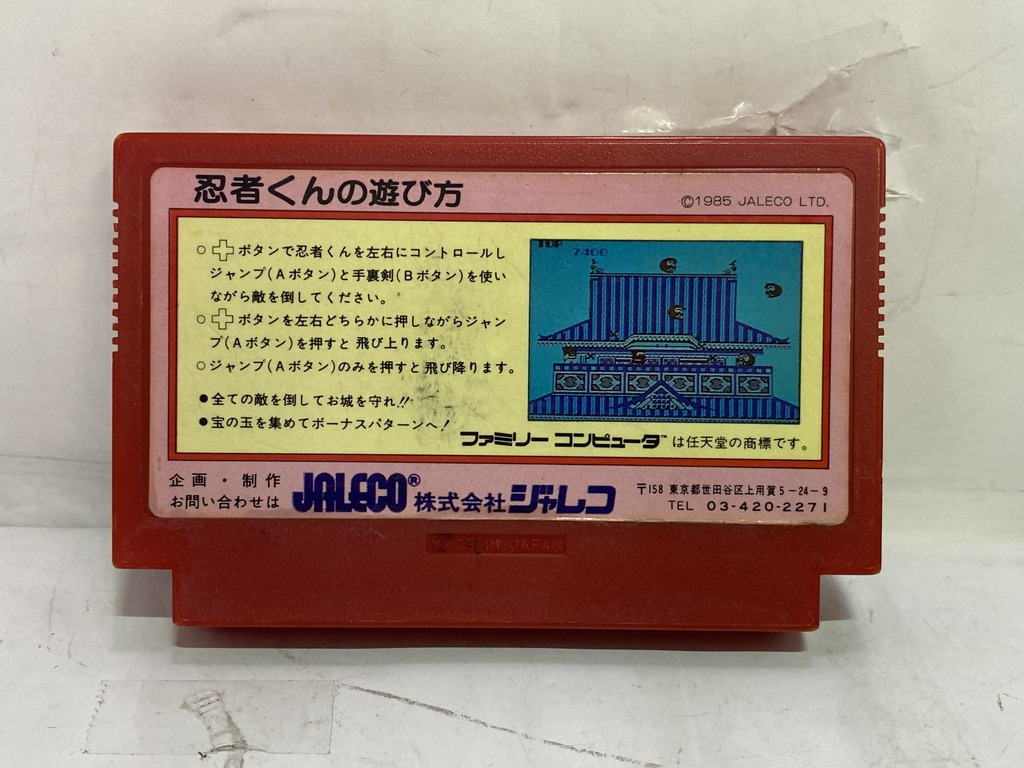 忍者くんの遊び方
©1985 JALECO LTD.
○✚ボタンで忍者くんを左右にコントロールし
ジャンプ(Aボタン)と手裏剣(Bボタン)を使い
ながら敵を倒してください。
○✚ボタンを左右どちらかに押しながらジャン
プ(Aボタン)を押すと飛び上ります。
○ジャンプ(Aボタン)のみを押すと飛び降ります。
●全ての敵を倒してお城を守れ!!
●宝の玉を集めてボーナスパターンへ!
TOP
7400
ファミリー コンピュータ™は任天堂の商標です。
企画・制作
お問い合わせは
JALECO® 株式会社ジャレコ
〒158 東京都世田谷区上用賀5-24-9
TEL 03-420-2271
MADE IN JAPAN